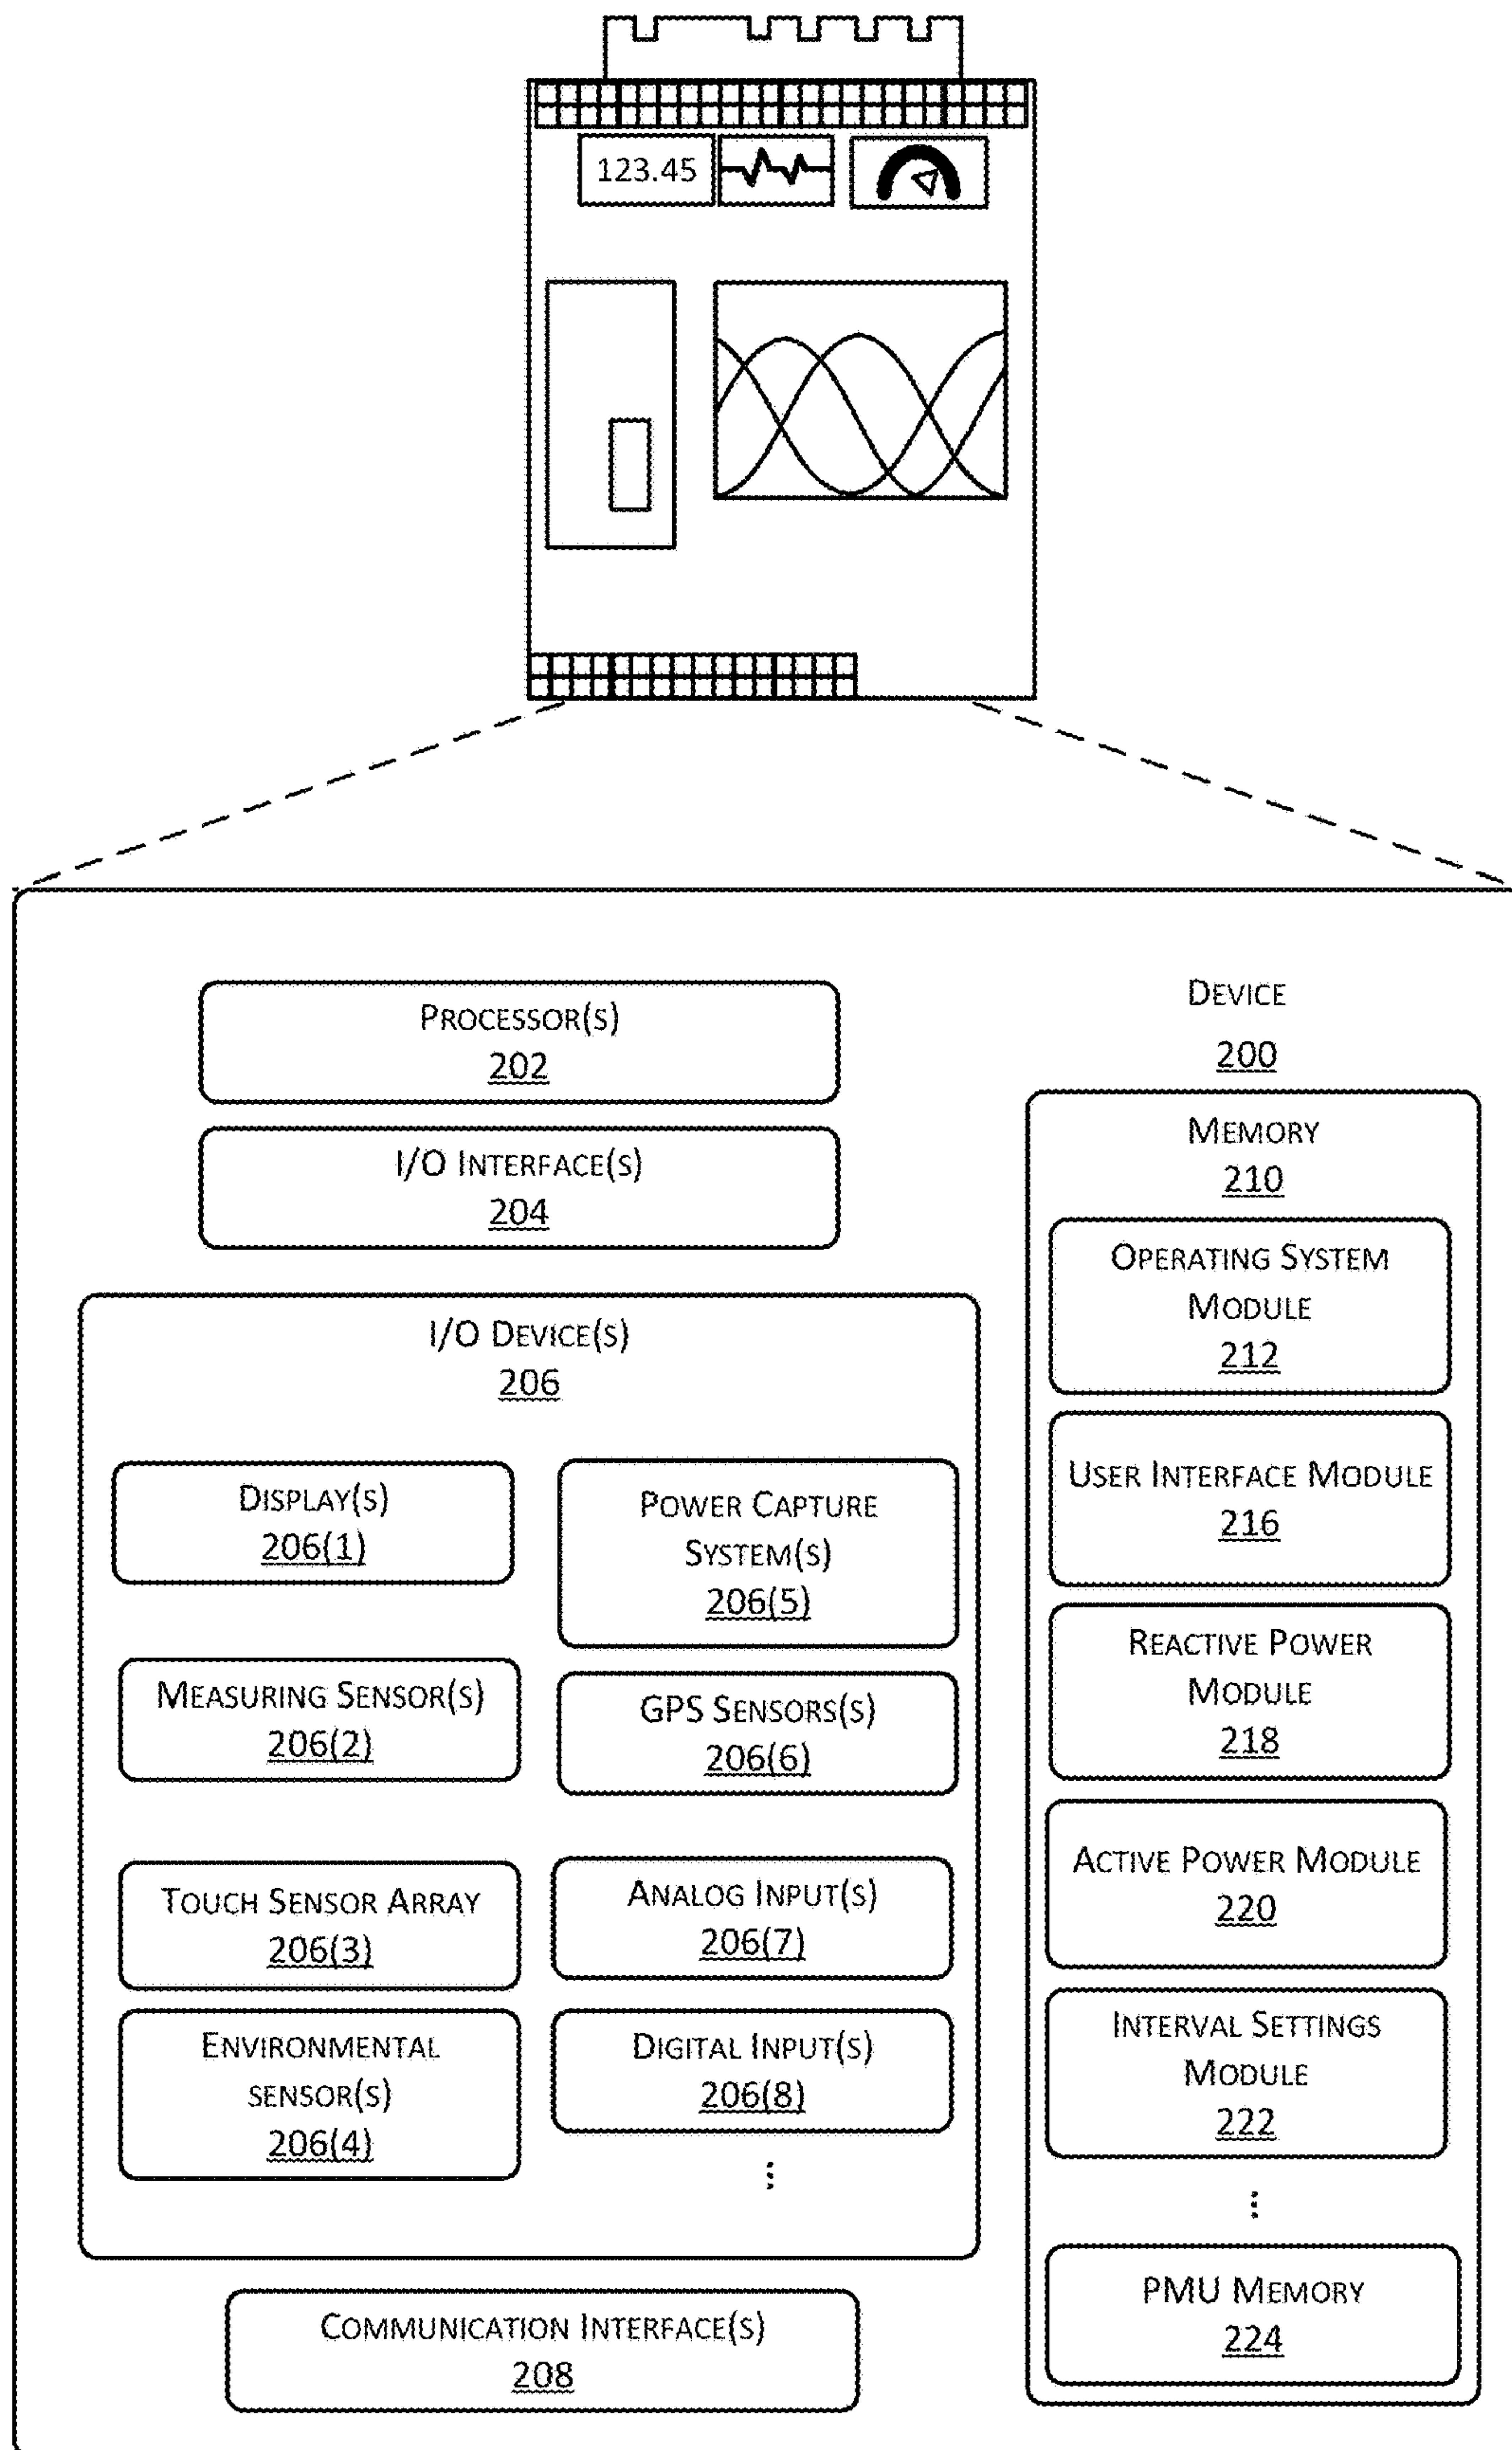 123.45
PROCESSOR(S)
202
I/O INTERFACE(S)
204
I/O DEVICE(S)
206
DISPLAY(S)
206(1)
MEASURING SENSOR(S)
206(2)
TOUCH SENSOR ARRAY
206(3)
ENVIRONMENTAL
SENSOR(S)
206(4)
POWER CAPTURE
SYSTEM(S)
206(5)
GPS SENSORS(S)
206(6)
ANALOG INPUT(S)
206(7)
DIGITAL INPUT(S)
206(8)
⋮
COMMUNICATION INTERFACE(S)
208
DEVICE
200
MEMORY
210
OPERATING SYSTEM
MODULE
212
USER INTERFACE MODULE
216
REACTIVE POWER
MODULE
218
ACTIVE POWER MODULE
220
INTERVAL SETTINGS
MODULE
222
⋮
PMU MEMORY
224